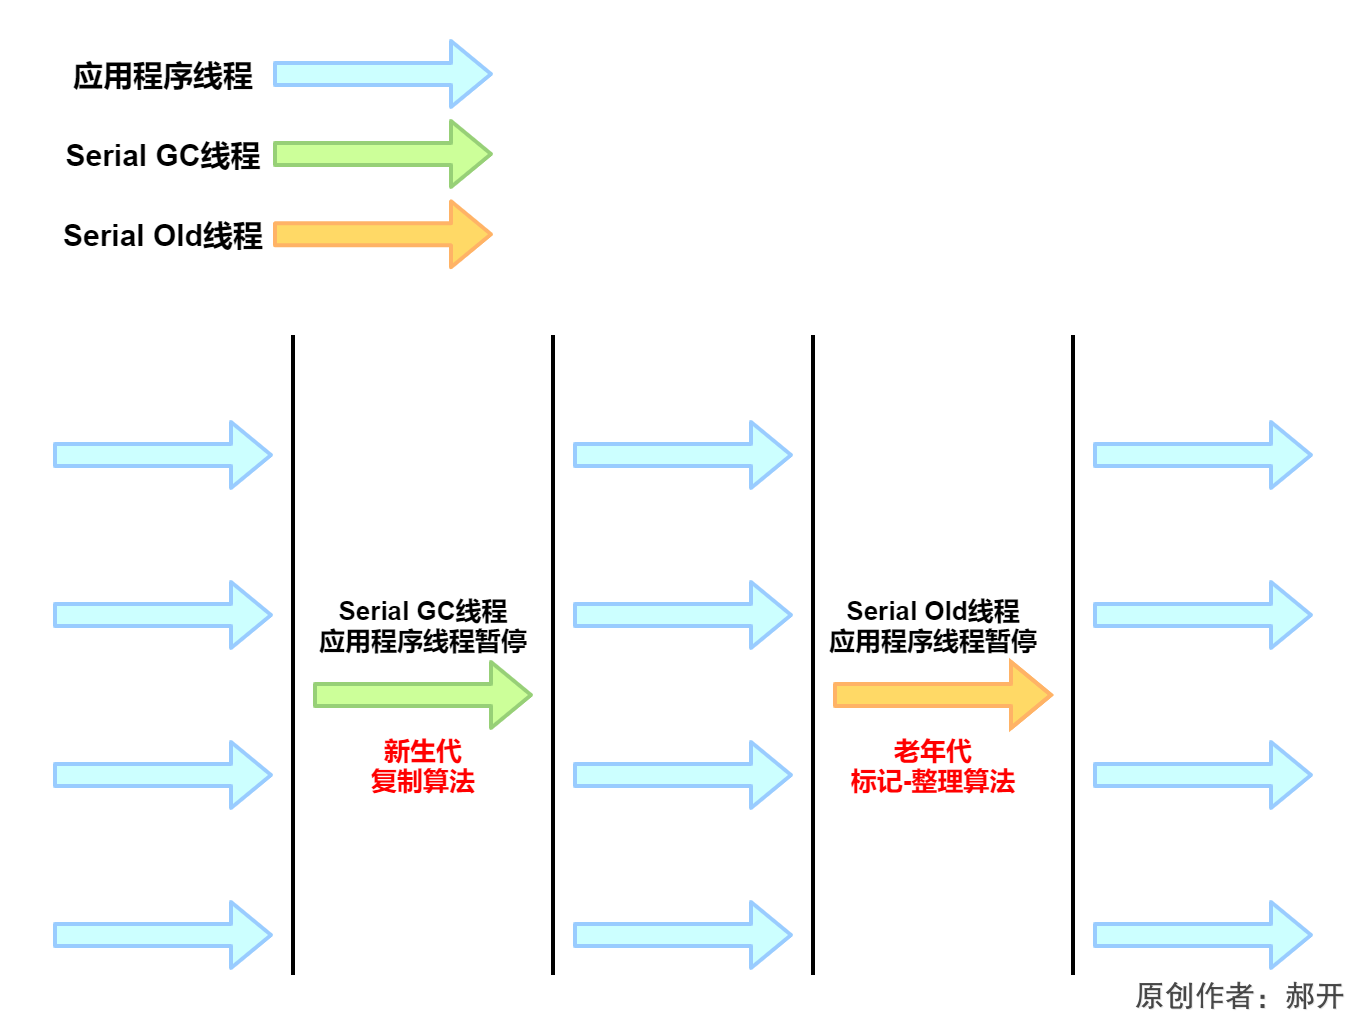 应用程序线程
Serial GC线程
Serial Old线程
Serial GC线程
应用程序线程暂停
新生代
复制算法
Serial Old线程
应用程序线程暂停
老年代
标记-整理算法
原创作者：郝开